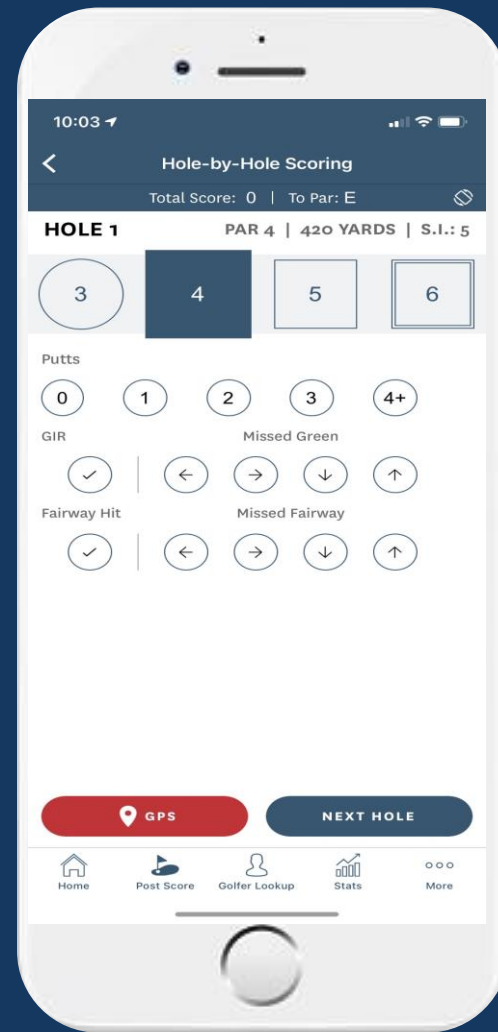 10:03
Hole-by-Hole Scoring
Total Score: 0 | To Par: E
HOLE 1 PAR 4 | 420 YARDS | S.I.: 5
3 4 5 6
Putts
0 1 2 3 4+
GIR Missed Green
Fairway Hit Missed Fairway
GPS NEXT HOLE
Home Post Score Golfer Lookup Stats More